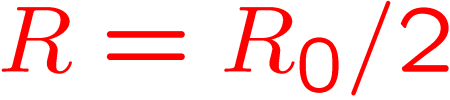 R = R₀/2